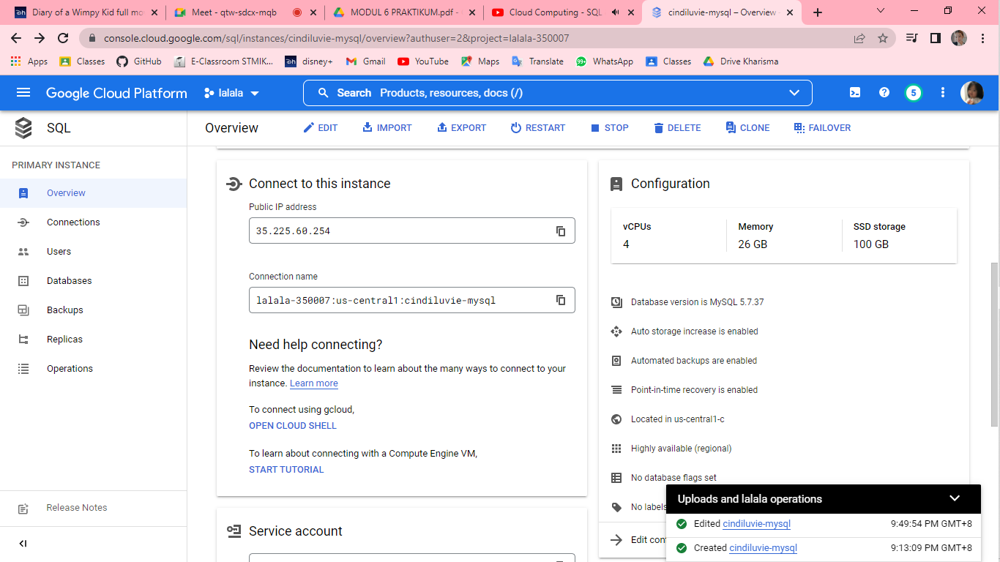 Diary of a Wimpy Kid full mo
Meet - qtw-sdcx-mqb
MODUL 6 PRAKTIKUM.pdf -
Cloud Computing - SQL
cindiluvie-mysql – Overview
console.cloud.google.com/sql/instances/cindiluvie-mysql/overview?authuser=2&project=lalala-350007
Apps
Classes
GitHub
E-Classroom STMIK...
disney+
Gmail
YouTube
Maps
Translate
99+
WhatsApp
Classes
Drive Kharisma
Google Cloud Platform
lalala
Search Products, resources, docs (/)
5
SQL
Overview
EDIT
IMPORT
EXPORT
RESTART
STOP
DELETE
CLONE
FAILOVER
PRIMARY INSTANCE
Overview
Connections
Users
Databases
Backups
Replicas
Operations
Release Notes
Connect to this instance
Public IP address
35.225.60.254
Connection name
lalala-350007:us-central1:cindiluvie-mysql
Need help connecting?
Review the documentation to learn about the many ways to connect to your
instance. Learn more
To connect using gcloud,
OPEN CLOUD SHELL
To learn about connecting with a Compute Engine VM,
START TUTORIAL
Service account
Configuration
vCPUs
4
Memory
26 GB
SSD storage
100 GB
Database version is MySQL 5.7.37
Auto storage increase is enabled
Automated backups are enabled
Point-in-time recovery is enabled
Located in us-central1-c
Highly available (regional)
No database flags set
No labels
Edit con
Uploads and lalala operations
Edited cindiluvie-mysql 9:49:54 PM GMT+8
Created cindiluvie-mysql 9:13:09 PM GMT+8